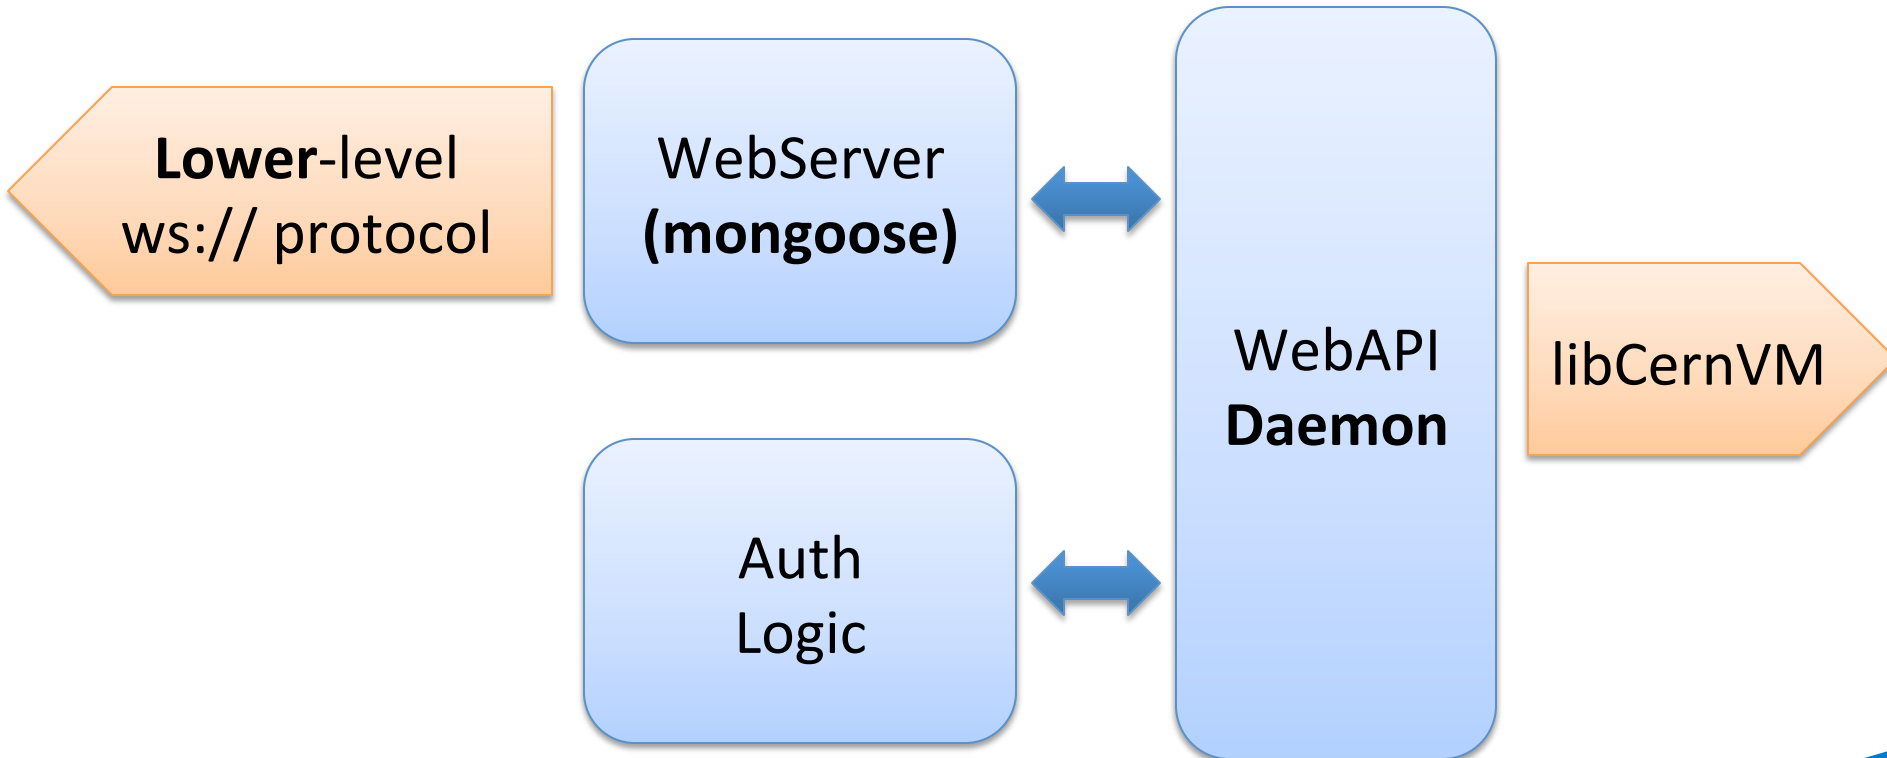 Lower-level
ws:// protocol
WebServer
(mongoose)
WebAPI
Daemon
libCernVM
Auth
Logic